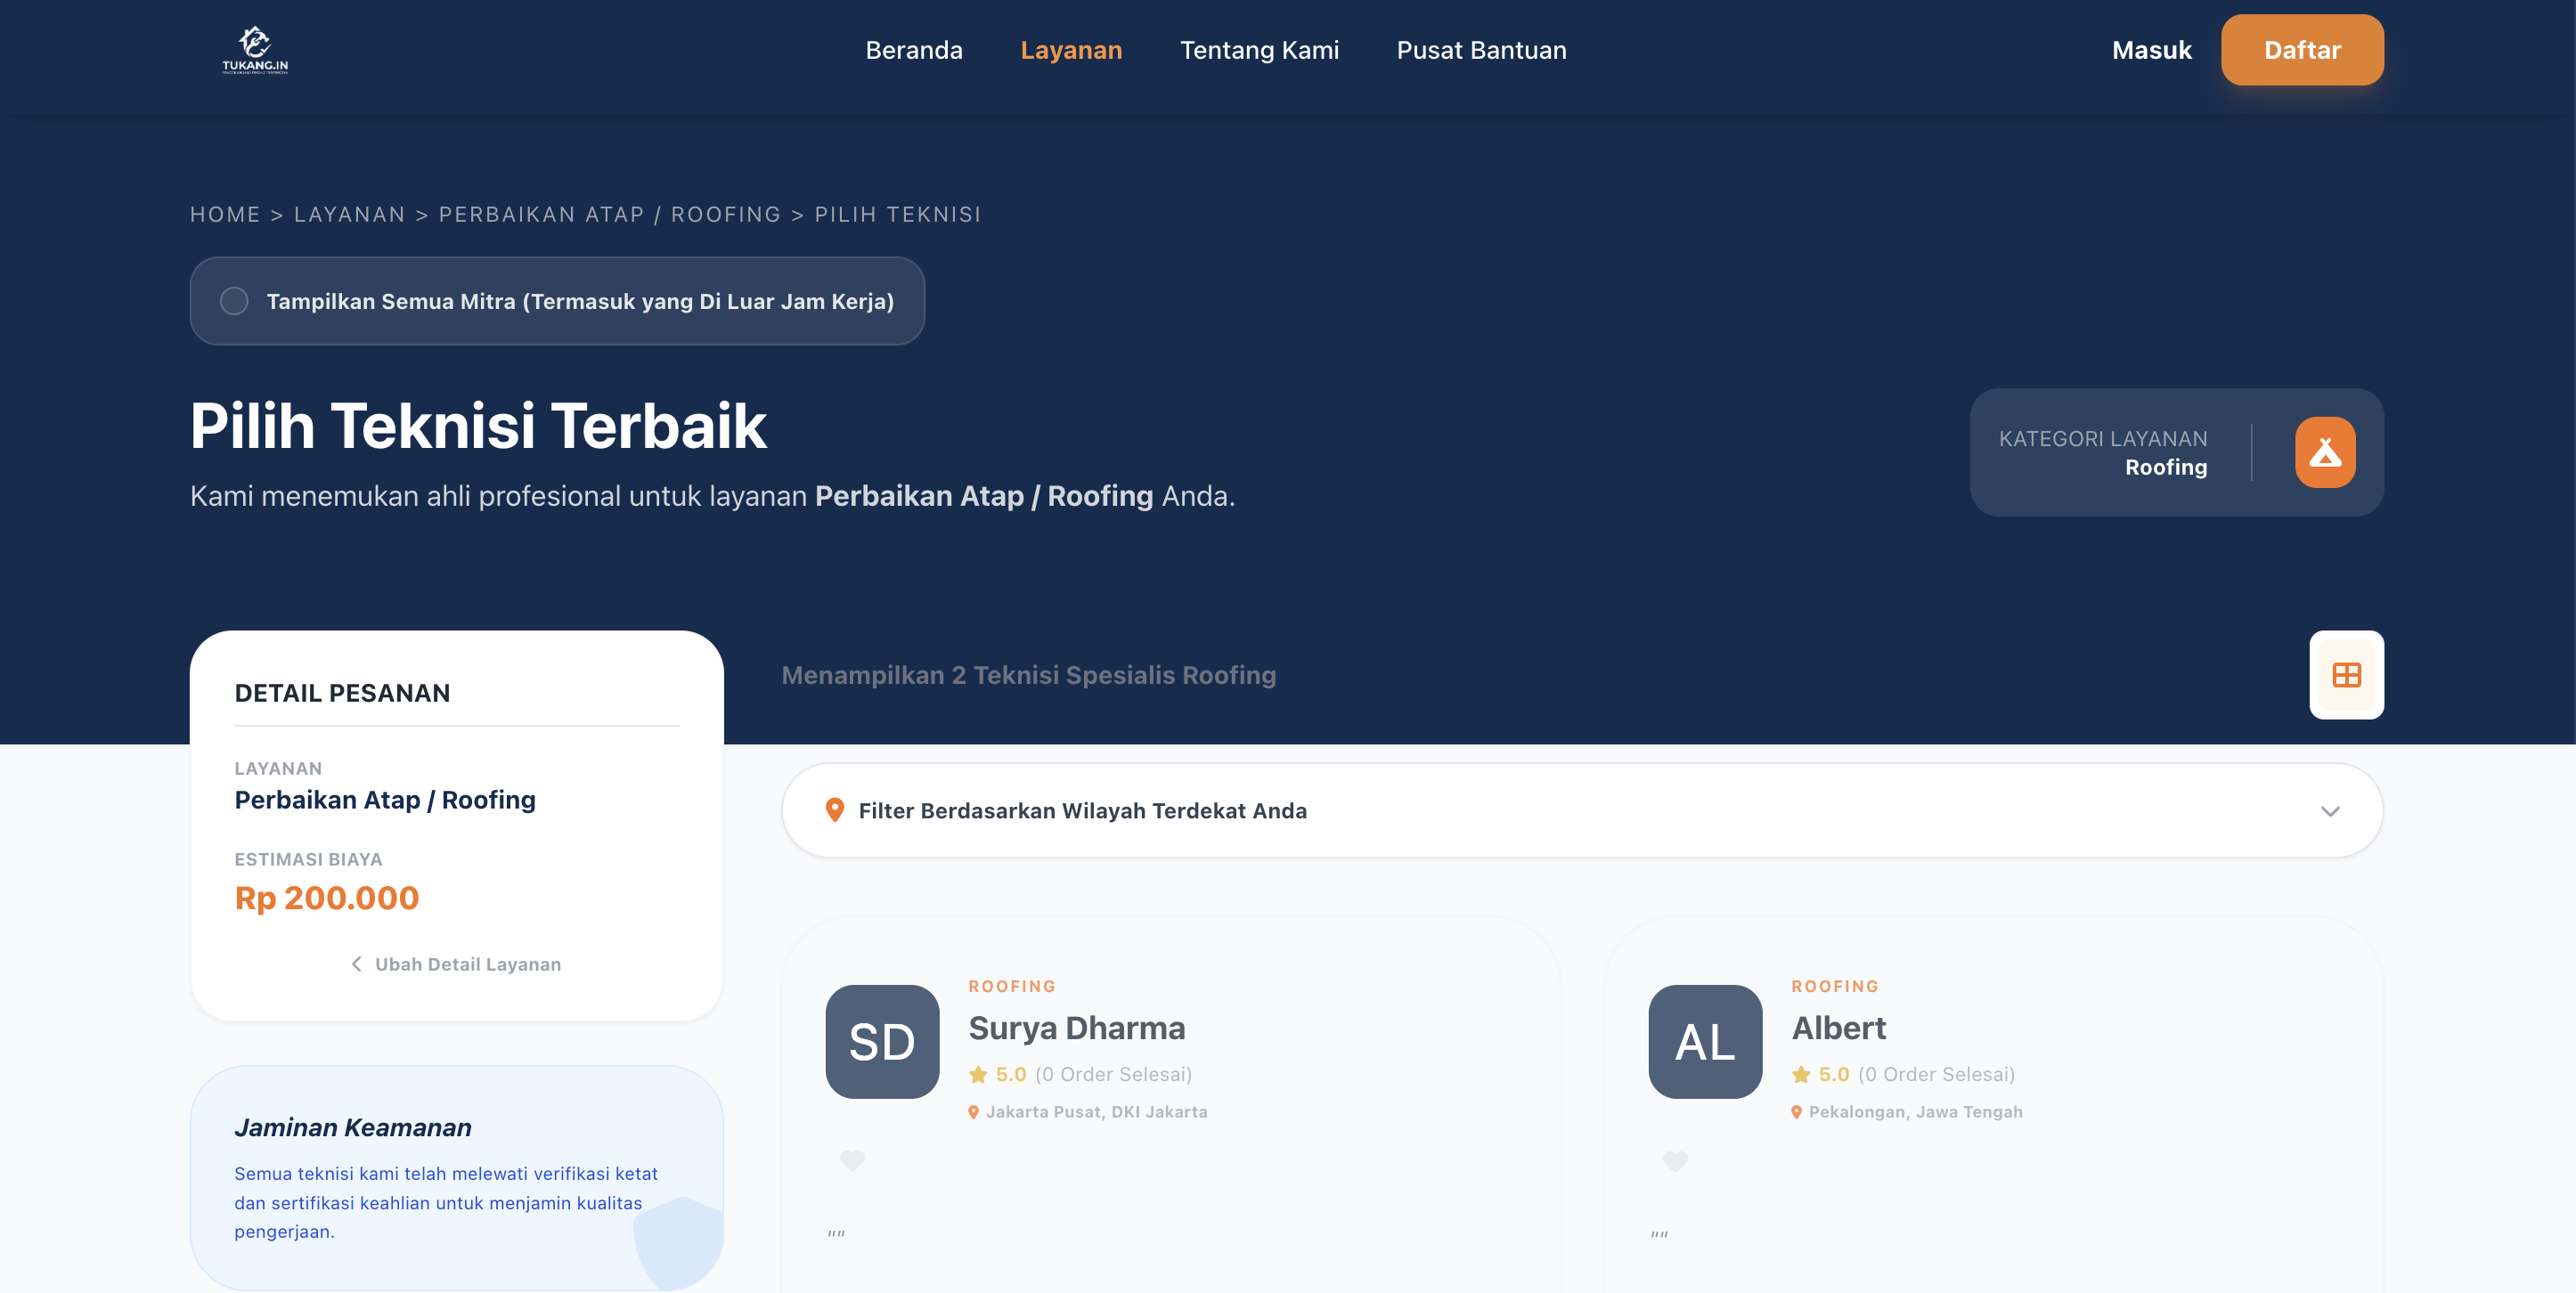 TUKANG.IN
Beranda
Layanan
Tentang Kami
Pusat Bantuan
Masuk
Daftar
HOME > LAYANAN > PERBAIKAN ATAP / ROOFING > PILIH TEKNISI
Tampilkan Semua Mitra (Termasuk yang Di Luar Jam Kerja)
Pilih Teknisi Terbaik
Kami menemukan ahli profesional untuk layanan Perbaikan Atap / Roofing Anda.
KATEGORI LAYANAN
Roofing
DETAIL PESANAN
LAYANAN
Perbaikan Atap / Roofing
ESTIMASI BIAYA
Rp 200.000
Ubah Detail Layanan
Jaminan Keamanan
Semua teknisi kami telah melewati verifikasi ketat
dan sertifikasi keahlian untuk menjamin kualitas
pengerjaan.
Menampilkan 2 Teknisi Spesialis Roofing
Filter Berdasarkan Wilayah Terdekat Anda
SD
ROOFING
Surya Dharma
5.0 (0 Order Selesai)
Jakarta Pusat, DKI Jakarta
""
AL
ROOFING
Albert
5.0 (0 Order Selesai)
Pekalongan, Jawa Tengah
""